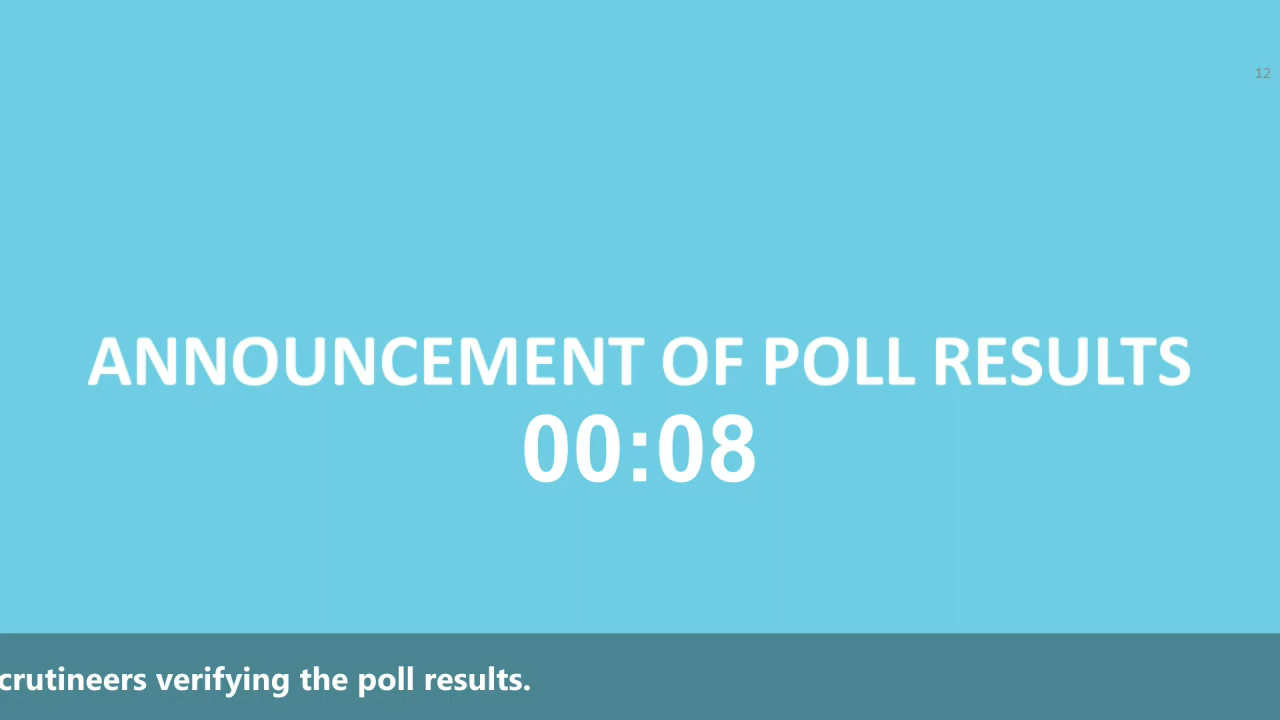 12
ANNOUNCEMENT OF POLL RESULTS
00:08
crutineers verifying the poll results.